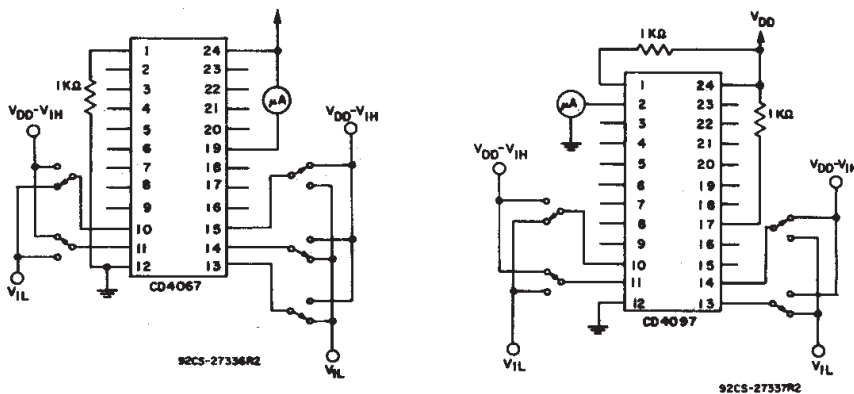 1KΩ
VDD-VIH
VIL
μA
VDD-VIH
VIL
1 24
2 23
3 22
4 21
5 20
6 19
7 18
8 17
9 16
10 15
11 14
12 13
CD4067
92CS-27336R2
VDD
1KΩ
1KΩ
μA
VDD-VIH
VIL
VDD-VIH
VIL
1 24
2 23
3 22
4 21
5 20
6 19
7 18
8 17
9 16
10 15
11 14
12 13
CD4097
92CS-27337R2